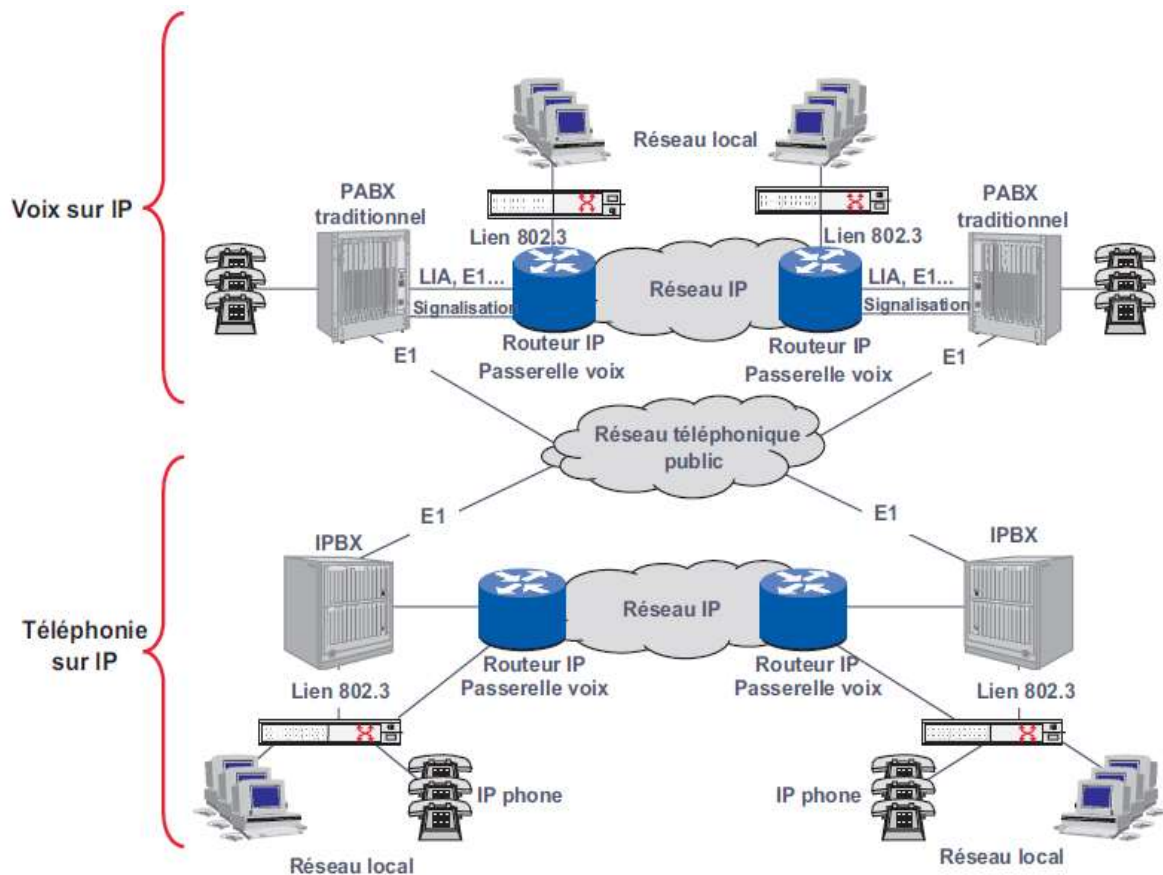 Réseau local
Voix sur IP
PABX
traditionnel
PABX
traditionnel
Lien 802.3
Lien 802.3
LIA, E1...
Réseau IP
LIA, E1...
Signalisation
Signalisation
Routeur IP
Passerelle voix
Routeur IP
Passerelle voix
E1
E1
Réseau téléphonique
public
E1
E1
IPBX
IPBX
Réseau IP
Téléphonie
sur IP
Routeur IP
Passerelle voix
Routeur IP
Passerelle voix
Lien 802.3
Lien 802.3
IP phone
IP phone
Réseau local
Réseau local